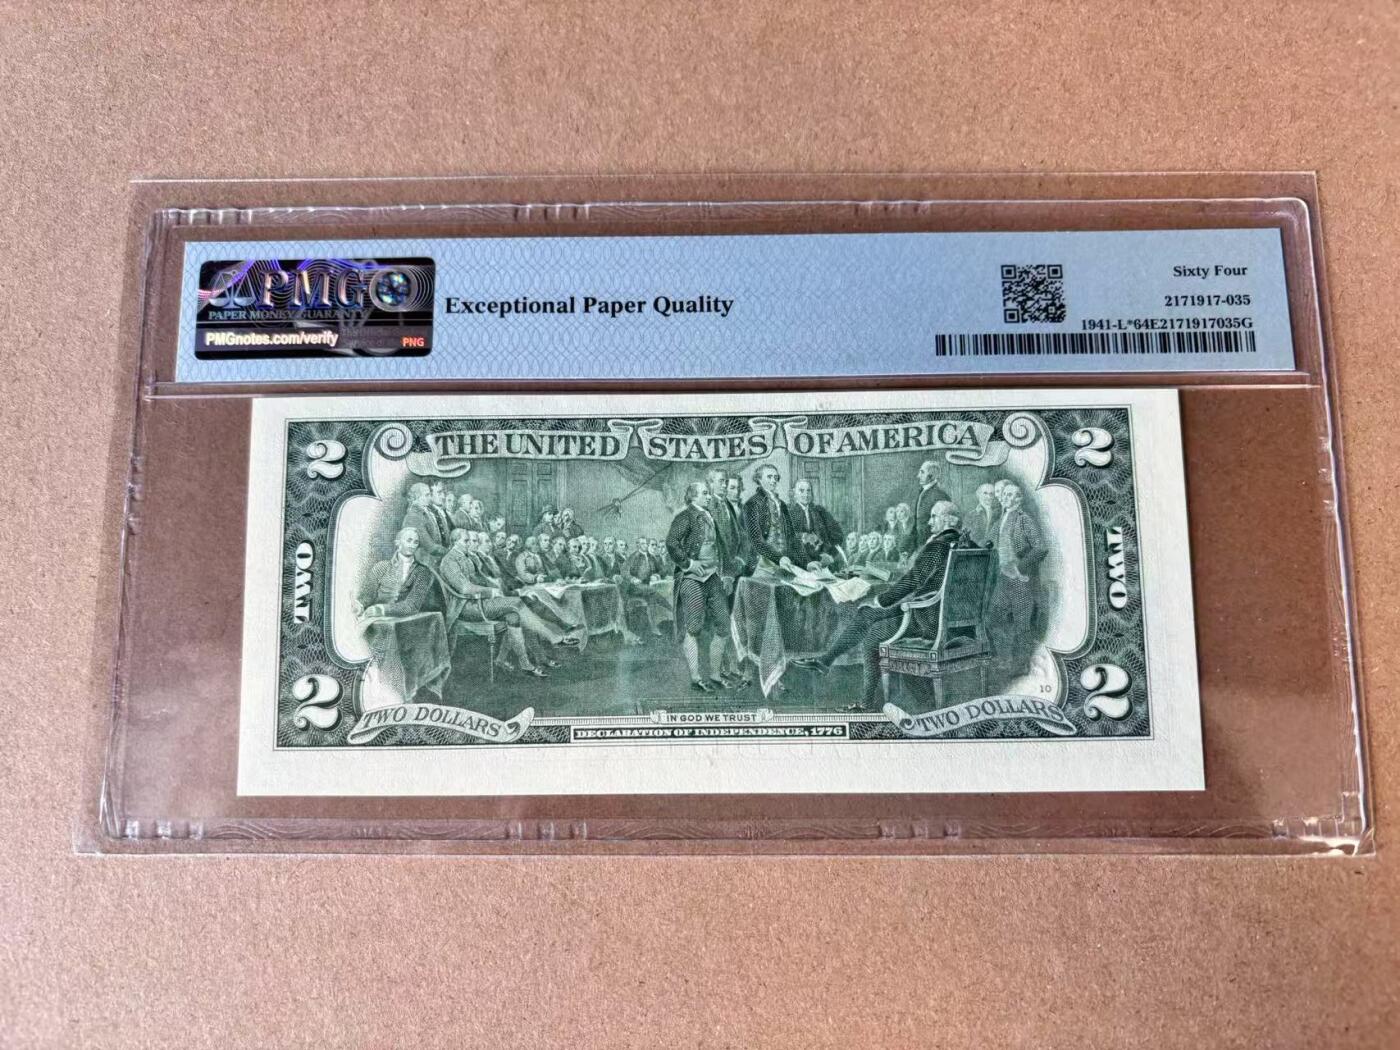 PMG
PAPER MONEY GUARANTY
PMGnotes.com/verify
PNG
Exceptional Paper Quality
Sixty Four
2171917-035
1941-L*64E2171917035G
2
THE UNITED STATES OF AMERICA
2
TWO
TWO
10
2
TWO DOLLARS
IN GOD WE TRUST
TWO DOLLARS
2
DECLARATION OF INDEPENDENCE, 1776